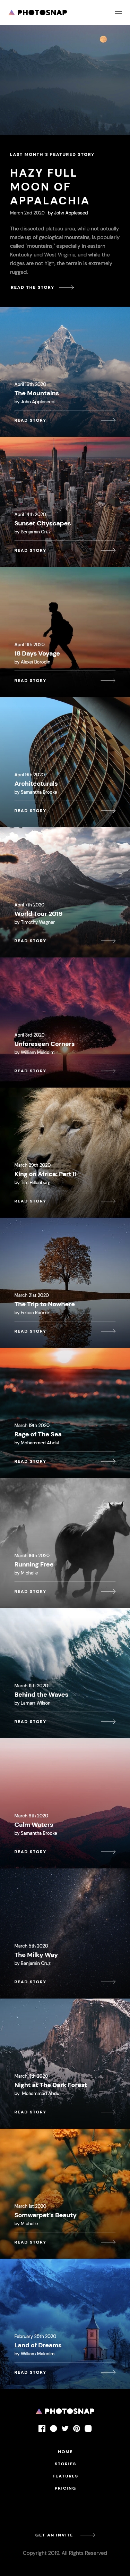 PHOTOSNAP
LAST MONTH'S FEATURED STORY
HAZY FULL
MOON OF
APPALACHIA
March 2nd 2020 by John Appleseed
The dissected plateau area, while not actually
made up of geological mountains, is popularly
called "mountains," especially in eastern
Kentucky and West Virginia, and while the
ridges are not high, the terrain is extremely
rugged.
READ THE STORY
April 16th 2020
The Mountains
by John Appleseed
READ STORY
April 14th 2020
Sunset Cityscapes
by Benjamin Cruz
READ STORY
April 11th 2020
18 Days Voyage
by Alexei Borodin
READ STORY
April 9th 2020
Architecturals
by Samantha Brooke
READ STORY
April 7th 2020
World Tour 2019
by Timothy Wagner
READ STORY
April 3rd 2020
Unforeseen Corners
by William Malcolm
READ STORY
March 29th 2020
King on Africa: Part II
by Tim Hillenburg
READ STORY
March 21st 2020
The Trip to Nowhere
by Felicia Rourke
READ STORY
March 19th 2020
Rage of The Sea
by Mohammed Abdul
READ STORY
March 16th 2020
Running Free
by Michelle
READ STORY
March 11th 2020
Behind the Waves
by Lamarr Wilson
READ STORY
March 9th 2020
Calm Waters
by Samantha Brooke
READ STORY
March 5th 2020
The Milky Way
by Benjamin Cruz
READ STORY
Night at The Dark Forest
by Mohammed Abdul
READ STORY
March 1st 2020
Somwarpet's Beauty
by Michelle
READ STORY
February 25th 2020
Land of Dreams
by William Malcolm
READ STORY
PHOTOSNAP
HOME
STORIES
FEATURES
PRICING
GET AN INVITE
Copyright 2019. All Rights Reserved